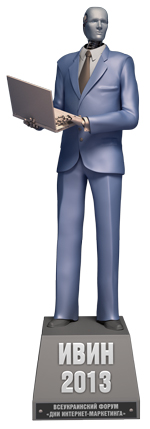 ИВИН
2013
ВСЕУКРАИНСКИЙ ФОРУМ
«ДНИ ИНТЕРНЕТ-МАРКЕТИНГА»